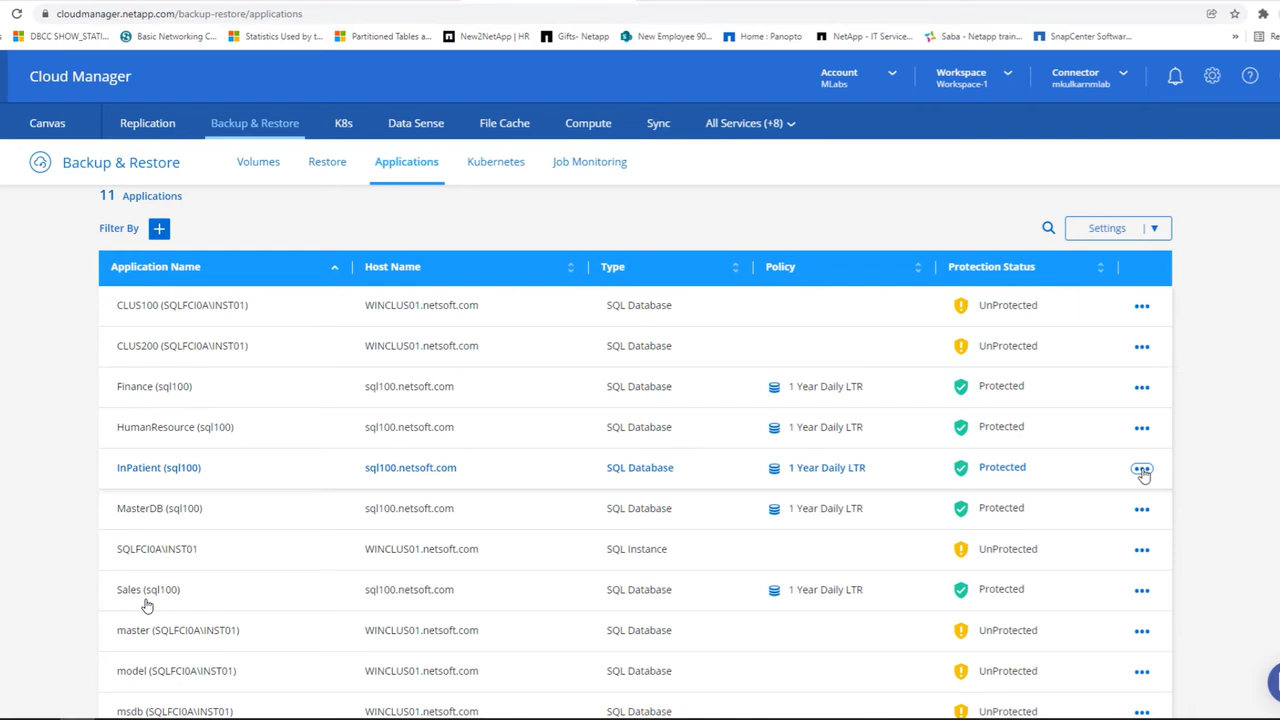 cloudmanager.netapp.com/backup-restore/applications
DBCC SHOW_STATI... Basic Networking C... Statistics Used by t... Partitioned Tables a... New2NetApp | HR Gifts- Netapp New Employee 90... Home : Panopto NetApp - IT Service... Saba - Netapp train... SnapCenter Softwar... » Rea
Cloud Manager
Account
MLabs
Workspace
Workspace-1
Connector
mkulkarnmlab
Canvas Replication Backup & Restore K8s Data Sense File Cache Compute Sync All Services (+8)
Backup & Restore Volumes Restore Applications Kubernetes Job Monitoring
11 Applications
Filter By + Settings
Application Name Host Name Type Policy Protection Status
CLUS100 (SQLFCI0A\INST01) WINCLUS01.netsoft.com SQL Database UnProtected
CLUS200 (SQLFCI0A\INST01) WINCLUS01.netsoft.com SQL Database UnProtected
Finance (sql100) sql100.netsoft.com SQL Database 1 Year Daily LTR Protected
HumanResource (sql100) sql100.netsoft.com SQL Database 1 Year Daily LTR Protected
InPatient (sql100) sql100.netsoft.com SQL Database 1 Year Daily LTR Protected
MasterDB (sql100) sql100.netsoft.com SQL Database 1 Year Daily LTR Protected
SQLFCI0A\INST01 WINCLUS01.netsoft.com SQL Instance UnProtected
Sales (sql100) sql100.netsoft.com SQL Database 1 Year Daily LTR Protected
master (SQLFCI0A\INST01) WINCLUS01.netsoft.com SQL Database UnProtected
model (SQLFCI0A\INST01) WINCLUS01.netsoft.com SQL Database UnProtected
msdb (SQLFCI0A\INST01) WINCLUS01.netsoft.com SQL Database UnProtected